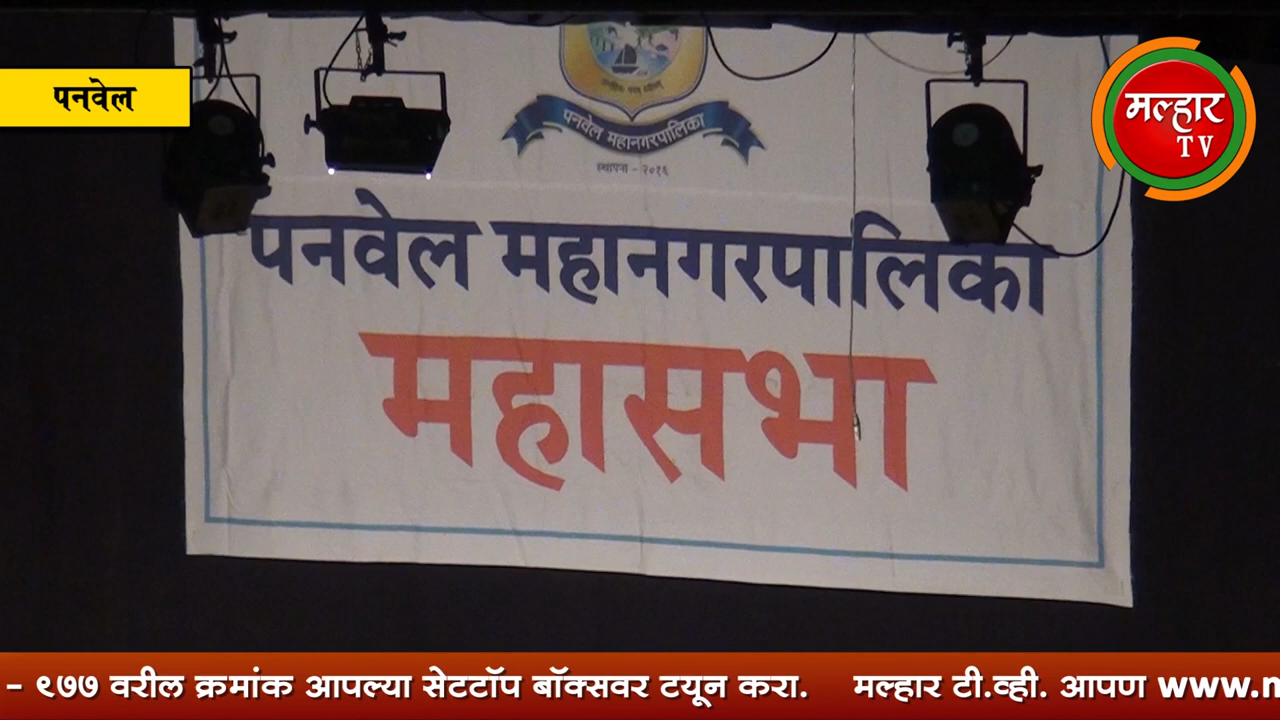 पनवेल
मल्हार
TV
पनवेल महानगरपालिका
स्थापना - २०१६
पनवेल महानगरपालिका
महासभा
- ९७७ वरील क्रमांक आपल्या सेटटॉप बॉक्सवर टयून करा. मल्हार टी.व्ही. आपण www.